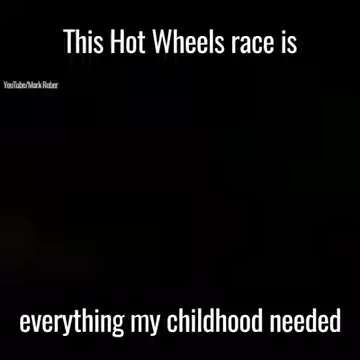 This Hot Wheels race is
YouTube/Mark Rober
everything my childhood needed